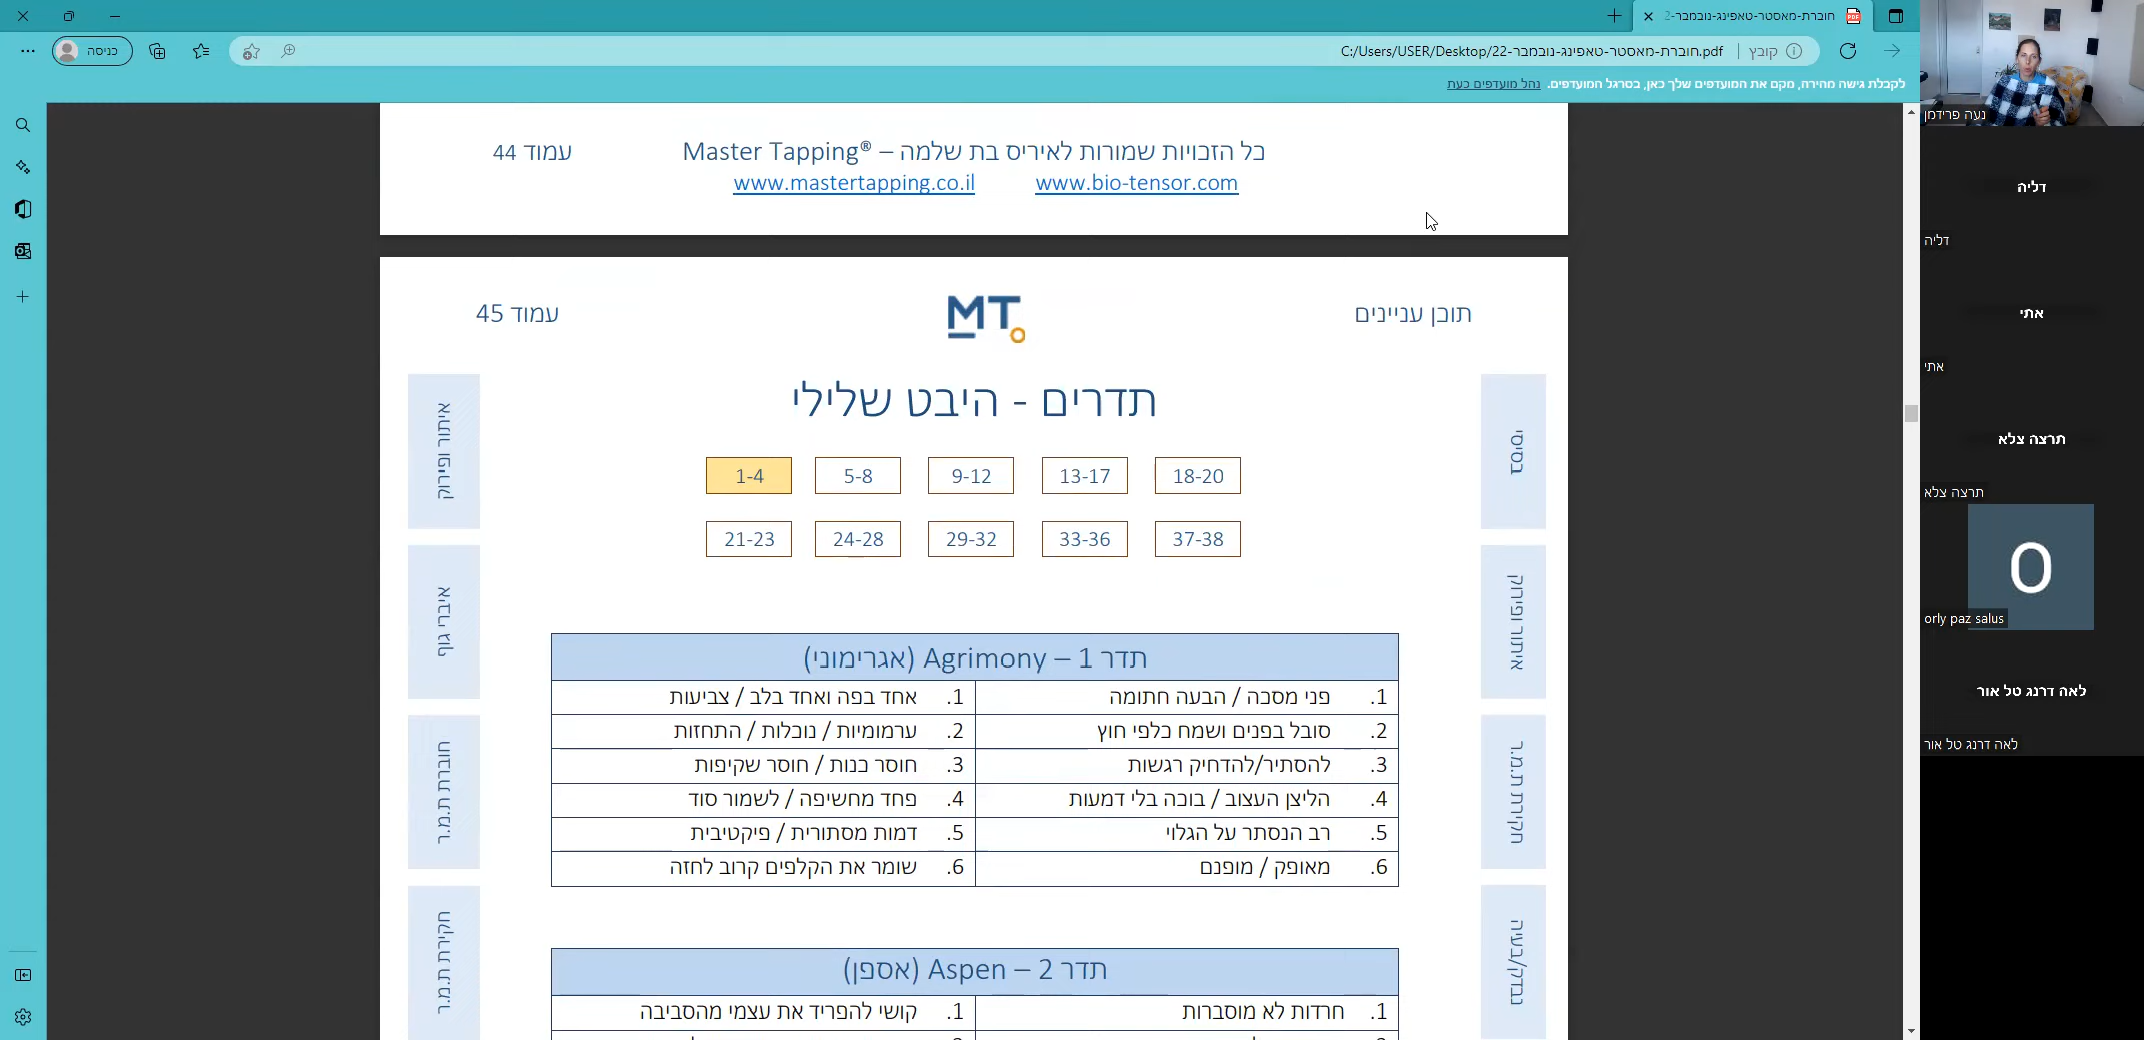 חוברת-מאסטר-טאפינג-נובמבר-2
כניסה
קובץ
C:/Users/USER/Desktop/חוברת-מאסטר-טאפינג-נובמבר-22.pdf
לקבלת גישה מהירה, מקם את המועדפים שלך כאן, בסרגל המועדפים. נהל מועדפים כעת
כל הזכויות שמורות לאיריס בת שלמה – Master Tapping® עמוד 44
www.mastertapping.co.il www.bio-tensor.com
תוכן עניינים
MT
עמוד 45
תדרים - היבט שלילי
1-4 5-8 9-12 13-17 18-20
21-23 24-28 29-32 33-36 37-38
תדר 1 – Agrimony (אגרימוני)
1. פני מסכה / הבעה חתומה 1. אחד בפה ואחד בלב / צביעות
2. סובל בפנים ושמח כלפי חוץ 2. ערמומיות / נוכלות / התחזות
3. להסתיר/להדחיק רגשות 3. חוסר כנות / חוסר שקיפות
4. הליצן העצוב / בוכה בלי דמעות 4. פחד מחשיפה / לשמור סוד
5. רב הנסתר על הגלוי 5. דמות מסתורית / פיקטיבית
6. מאופק / מופנם 6. שומר את הקלפים קרוב לחזה
תדר 2 – Aspen (אספן)
1. חרדות לא מוסברות 1. קושי להפריד את עצמי מהסביבה
בסיסי
איתור ופירוק
חקירת ת.מ.ר
נבדק/בעיה
איתור ופירוק
איברי גוף
חוברת ת.מ.ר
חקירת ת.מ.ר
נעה פרידמן
דליה
דליה
אתי
אתי
תרצה צלא
תרצה צלא
O
orly paz salus
לאה דרנג טל אור
לאה דרנג טל אור